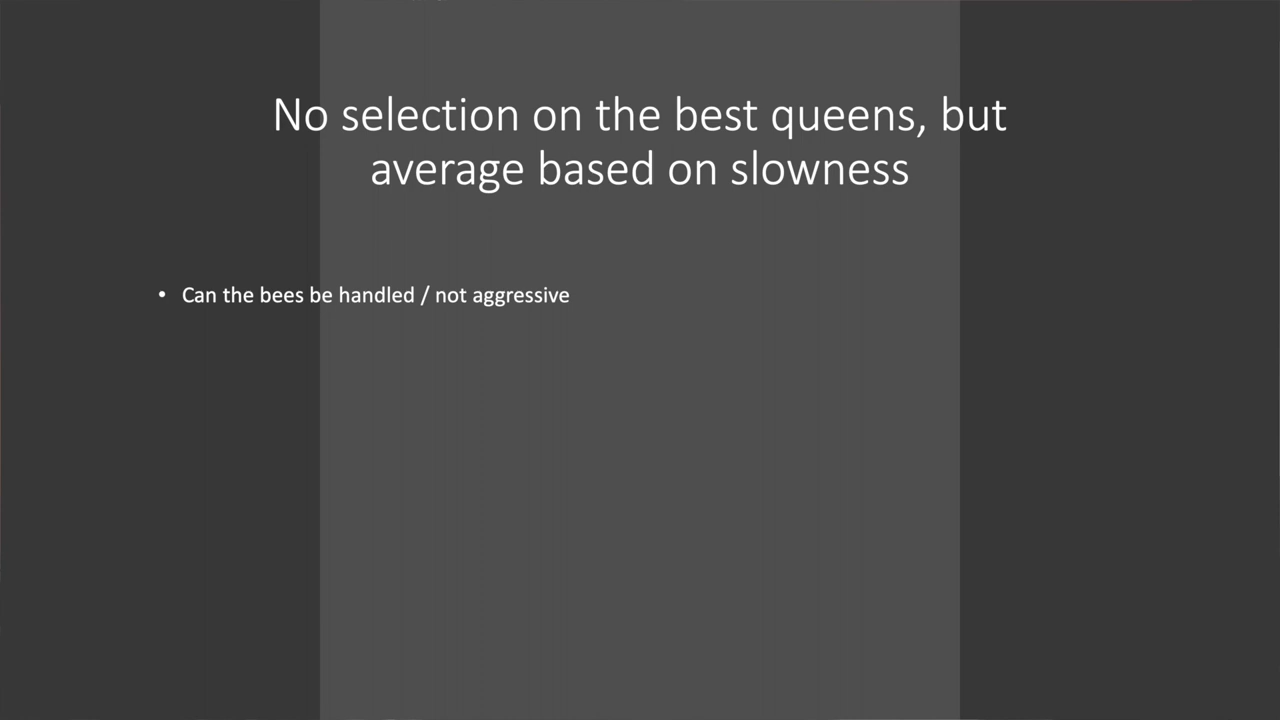 No selection on the best queens, but
average based on slowness
• Can the bees be handled / not aggressive